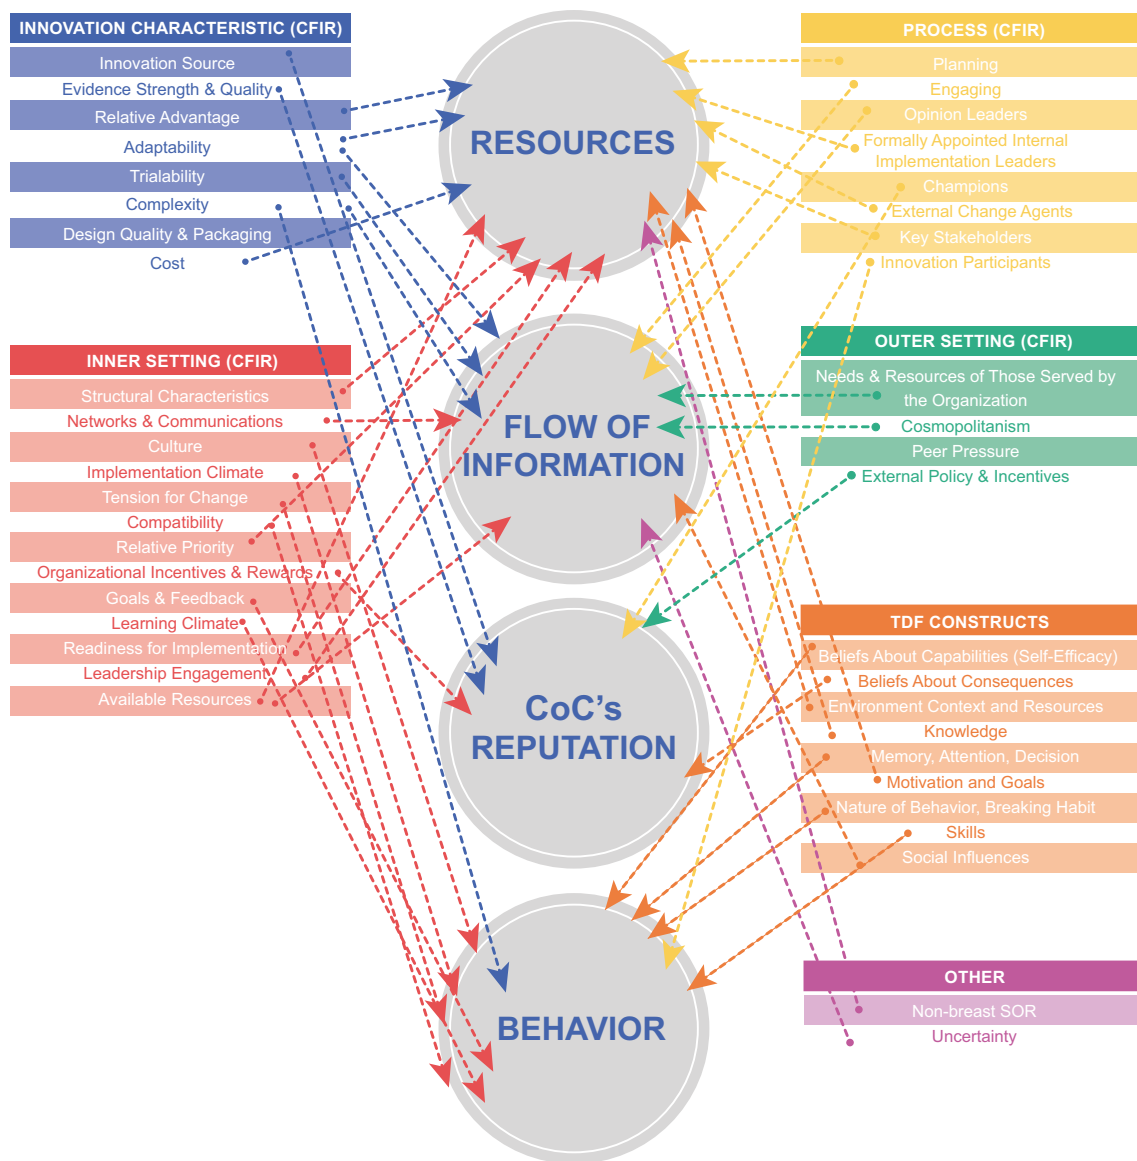 INNOVATION CHARACTERISTIC (CFIR)
Innovation Source
Evidence Strength & Quality
Relative Advantage
Adaptability
Trialability
Complexity
Design Quality & Packaging
Cost
INNER SETTING (CFIR)
Structural Characteristics
Networks & Communications
Culture
Implementation Climate
Tension for Change
Compatibility
Relative Priority
Organizational Incentives & Rewards
Goals & Feedback
Learning Climate
Readiness for Implementation
Leadership Engagement
Available Resources
RESOURCES
FLOW OF
INFORMATION
CoC's
REPUTATION
BEHAVIOR
PROCESS (CFIR)
Planning
Engaging
Opinion Leaders
Formally Appointed Internal
Implementation Leaders
Champions
External Change Agents
Key Stakeholders
Innovation Participants
OUTER SETTING (CFIR)
Needs & Resources of Those Served by
the Organization
Cosmopolitanism
Peer Pressure
External Policy & Incentives
TDF CONSTRUCTS
Beliefs About Capabilities (Self-Efficacy)
Beliefs About Consequences
Environment Context and Resources
Knowledge
Memory, Attention, Decision
Motivation and Goals
Nature of Behavior, Breaking Habit
Skills
Social Influences
OTHER
Non-breast SOR
Uncertainty